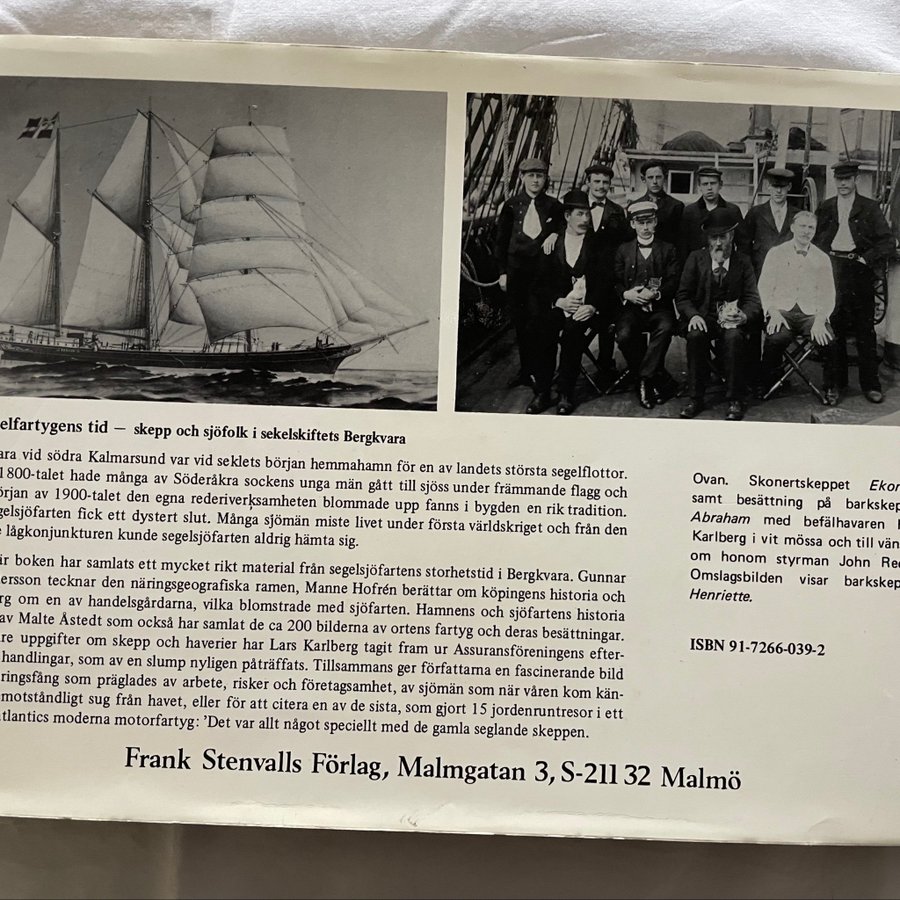 elfartygens tid — skepp och sjöfolk i sekelskiftets Bergkvara
ara vid södra Kalmarsund var vid seklets början hemmahamn för en av landets största segelflottor.
1800-talet hade många av Söderåkra sockens unga män gått till sjöss under främmande flagg och
örjan av 1900-talet den egna rederiverksamheten blommade upp fanns i bygden en rik tradition.
gelsjöfarten fick ett dystert slut. Många sjömän miste livet under första världskriget och från den
e lågkonjunkturen kunde segelsjöfarten aldrig hämta sig.
är boken har samlats ett mycket rikt material från segelsjöfartens storhetstid i Bergkvara. Gunnar
ersson tecknar den näringsgeografiska ramen, Manne Hofrén berättar om köpingens historia och
rg om en av handelsgårdarna, vilka blomstrade med sjöfarten. Hamnens och sjöfartens historia
av Malte Åstedt som också har samlat de ca 200 bilderna av ortens fartyg och deras besättningar.
re uppgifter om skepp och haverier har Lars Karlberg tagit fram ur Assuransföreningens efter-
handlingar, som av en slump nyligen påträffats. Tillsammans ger författarna en fascinerande bild
ringsfång som präglades av arbete, risker och företagsamhet, av sjömän som när våren kom kän-
motståndligt sug från havet, eller för att citera en av de sista, som gjort 15 jordenruntresor i ett
tlantics moderna motorfartyg: 'Det var allt något speciellt med de gamla seglande skeppen.
Ovan. Skonertskeppet Ekor
samt besättning på barkskep
Abraham med befälhavaren
Karlberg i vit mössa och till vän
om honom styrman John Ree
Omslagsbilden visar barkskep
Henriette.
ISBN 91-7266-039-2
Frank Stenvalls Förlag, Malmgatan 3, S-211 32 Malmö